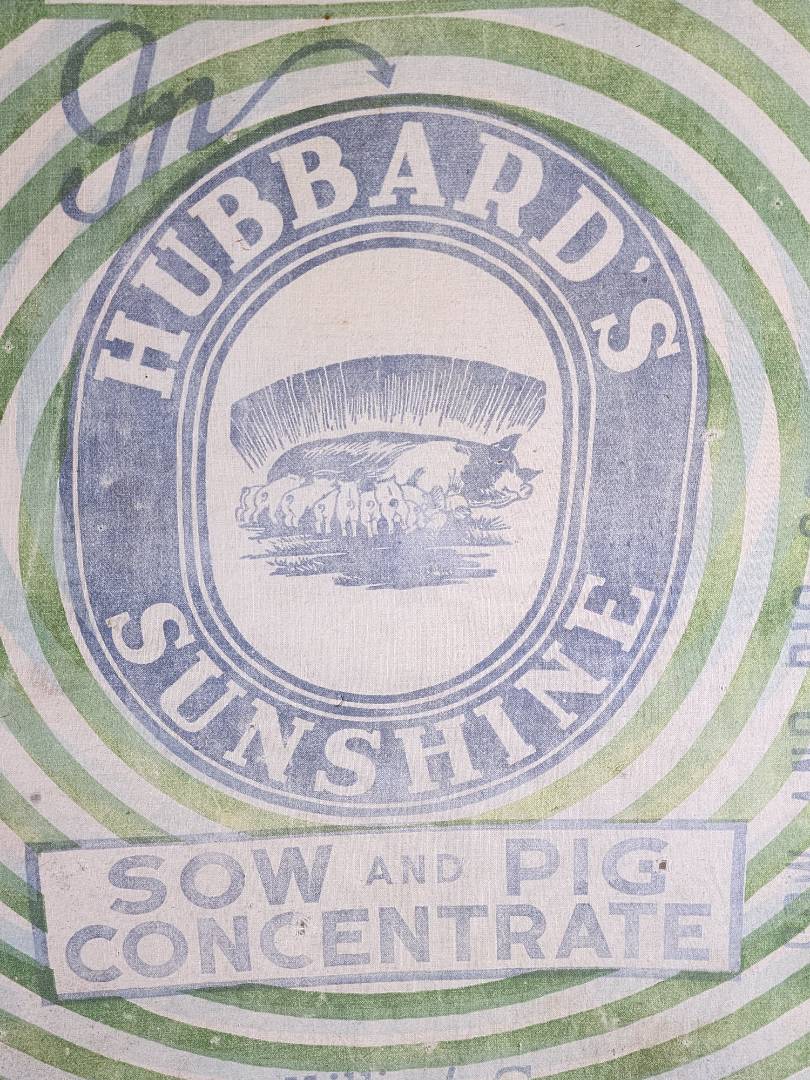 In
HUBBARD'S
SUNSHINE
SOW AND PIG
CONCENTRATE